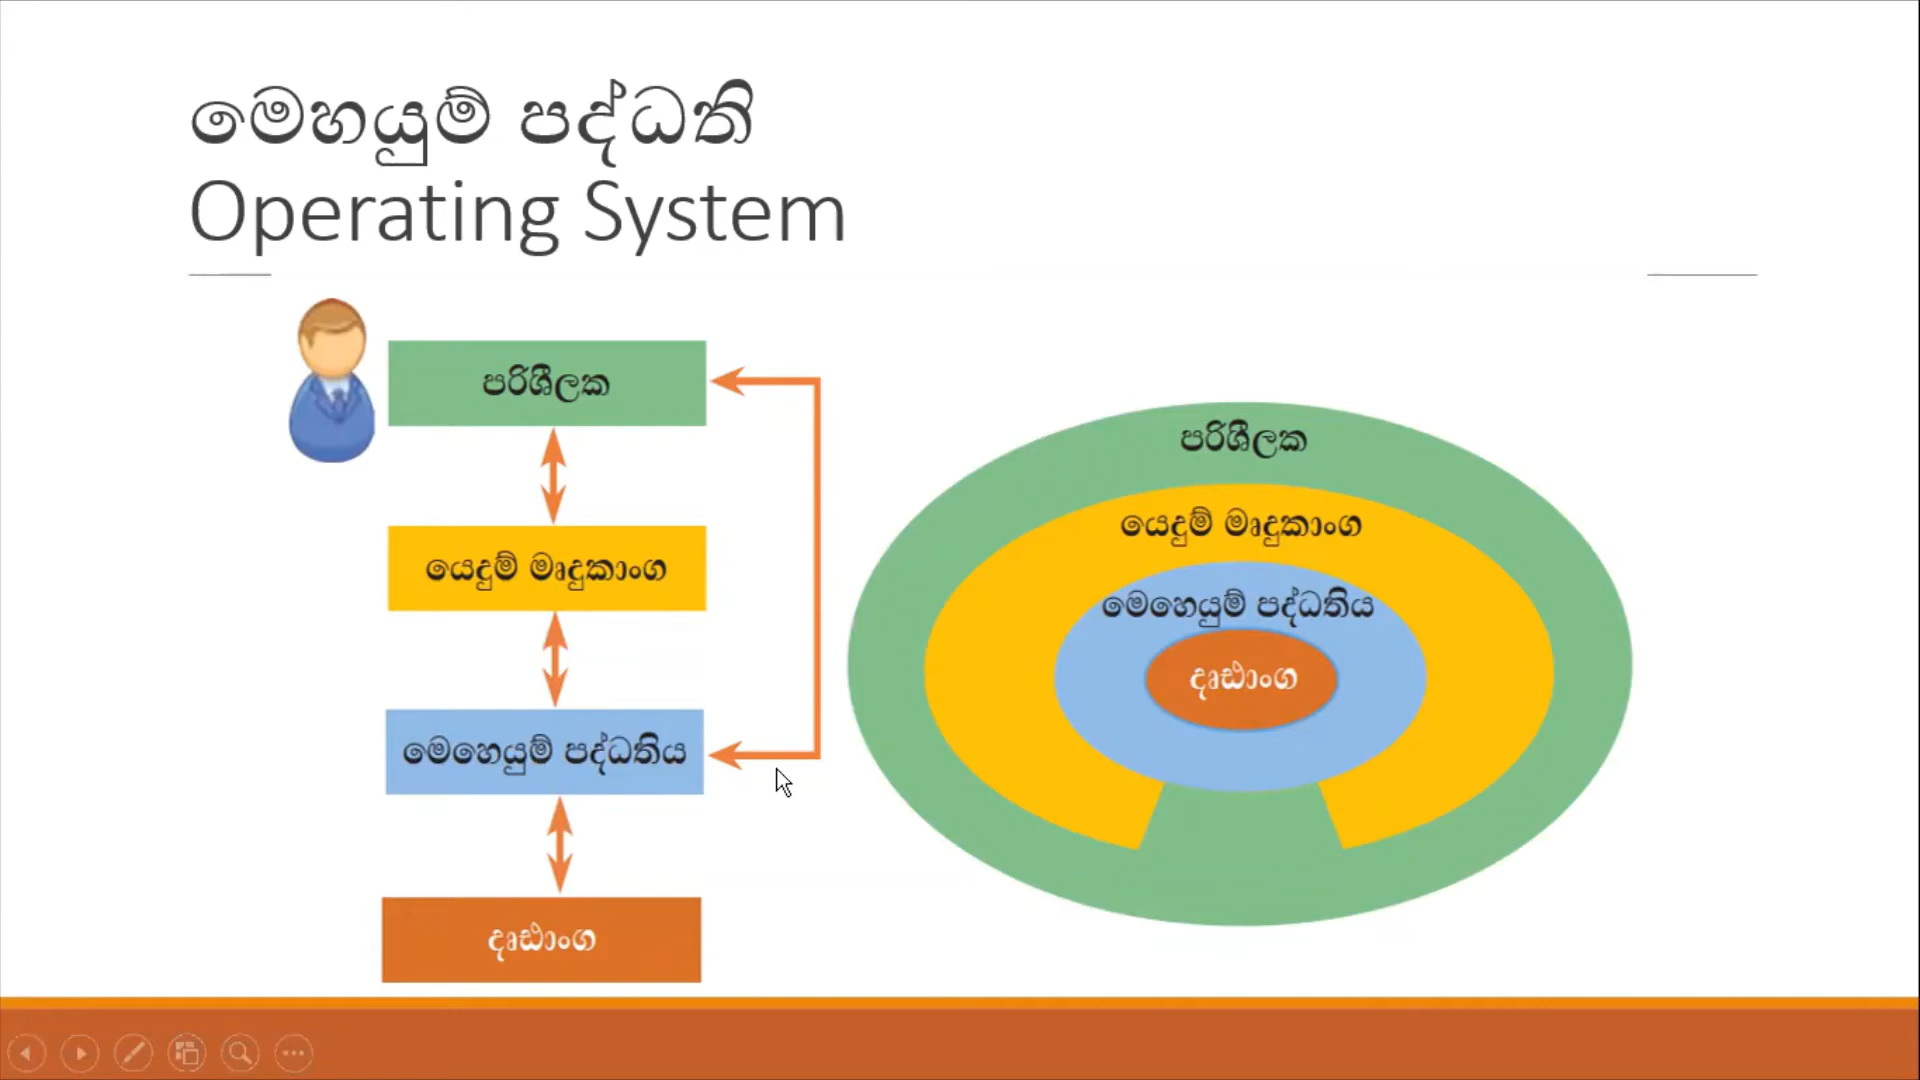 මෙහයුම් පද්ධති
Operating System
පරිශීලක
යෙදුම් මෘදුකාංග
මෙහෙයුම් පද්ධතිය
දෘඪාංග
පරිශීලක
යෙදුම් මෘදුකාංග
මෙහෙයුම් පද්ධතිය
දෘඪාංග